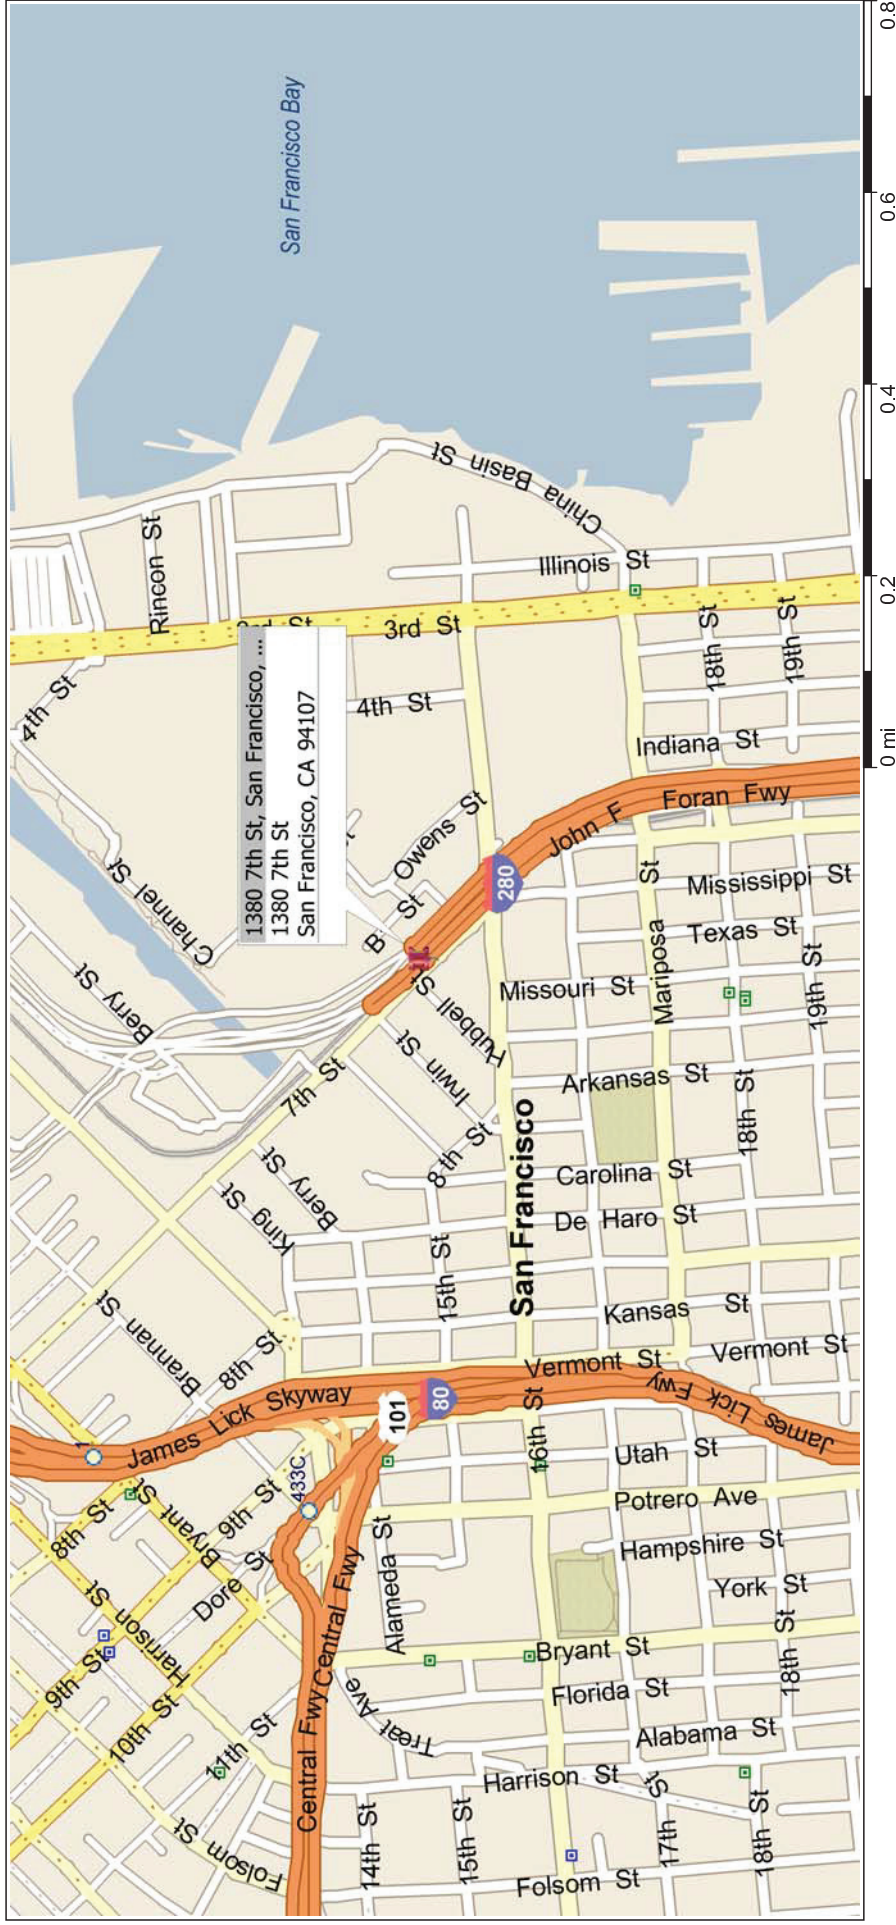 San Francisco Bay
Rincon St
3rd St
3rd St
4th St
4th St
1380 7th St, San Francisco, ...
1380 7th St
San Francisco, CA 94107
China Basin St
Illinois St
18th St
19th St
Indiana St
John F Foran Fwy
Owens St
B St
Channel St
Berry St
280
Mississippi St
Texas St
Missouri St
Mariposa St
19th St
Hubbell St
Irwin St
7th St
Arkansas St
18th St
8th St
San Francisco
Carolina St
De Haro St
Berry St
King St
15th St
Kansas St
Vermont St
Vermont St
Brannan St
8th St
James Lick Skyway
James Lick Fwy
101
80
16th St
1
433C
Utah St
Potrero Ave
Hampshire St
York St
Bryant St
Bryant St
9th St
8th St
Dore St
Alameda St
Central Fwy
Central Fwy
Harrison St
9th St
10th St
11th St
Treat Ave
Florida St
Alabama St
18th St
Harrison St
Folsom St
14th St
15th St
Folsom St
17th St
18th St
0 mi
0.2
0.4
0.6
0.8